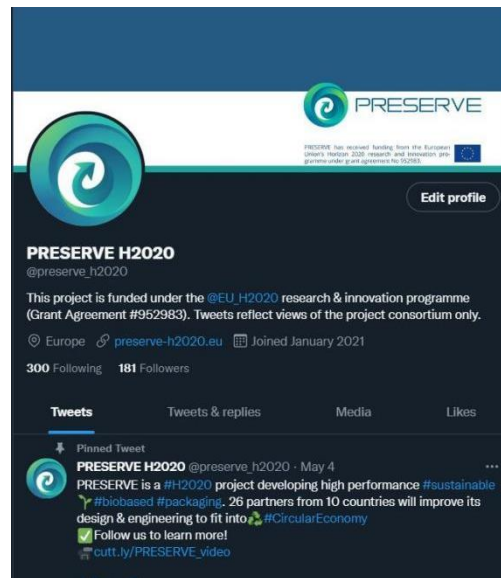 PRESERVE
PRESERVE has received funding from the European
Union's Horizon 2020 research and innovation pro-
gramme under grant agreement No 952983.
Edit profile
PRESERVE H2020
@preserve_h2020
This project is funded under the @EU_H2020 research & innovation programme
(Grant Agreement #952983). Tweets reflect views of the project consortium only.
Europe preserve-h2020.eu Joined January 2021
300 Following 181 Followers
Tweets Tweets & replies Media Likes
Pinned Tweet
PRESERVE H2020 @preserve_h2020 · May 4
PRESERVE is a #H2020 project developing high performance #sustainable
🌱#biobased #packaging. 26 partners from 10 countries will improve its
design & engineering to fit into♻️#CircularEconomy
✅Follow us to learn more!
🎥cutt.ly/PRESERVE_video